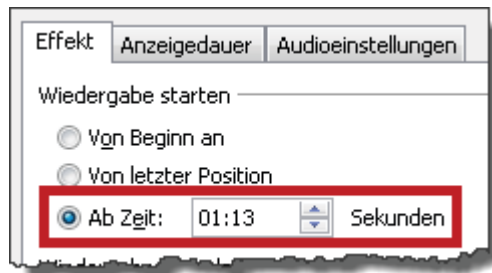 Effekt Anzeigedauer Audioeinstellungen
Wiedergabe starten
Von Beginn an
Von letzter Position
Ab Zeit: 01:13 Sekunden